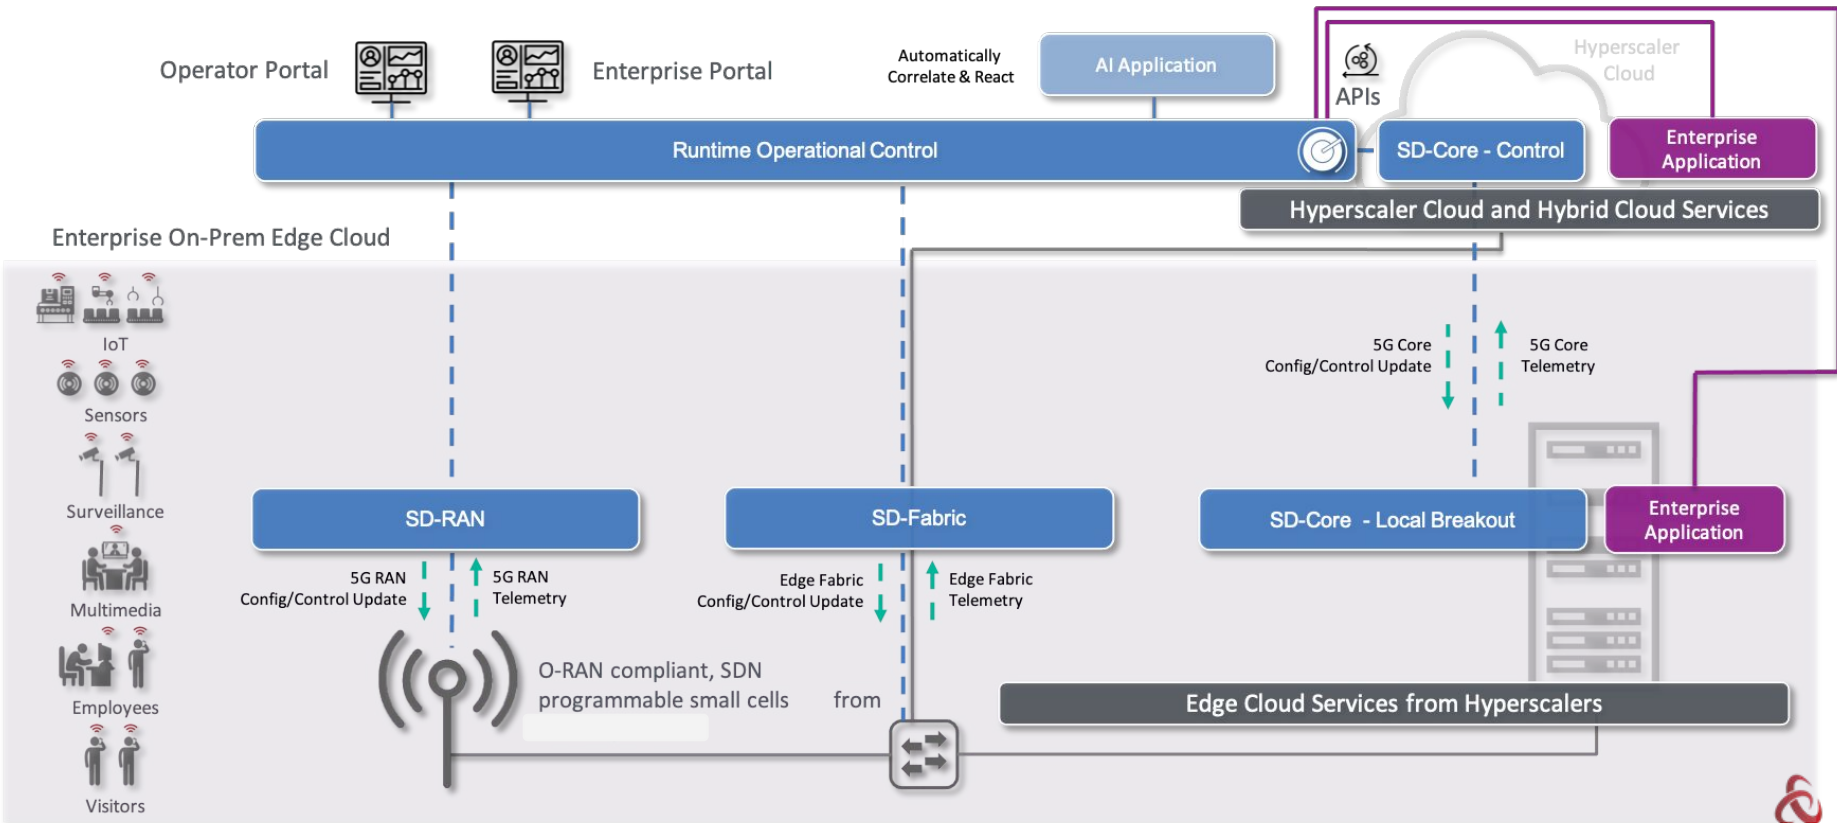 Operator Portal
Enterprise Portal
Automatically
Correlate & React
AI Application
APIs
Hyperscaler
Cloud
Runtime Operational Control
SD-Core - Control
Enterprise
Application
Hyperscaler Cloud and Hybrid Cloud Services
Enterprise On-Prem Edge Cloud
IoT
Sensors
Surveillance
Multimedia
Employees
Visitors
5G Core
Config/Control Update
5G Core
Telemetry
SD-RAN
SD-Fabric
SD-Core - Local Breakout
Enterprise
Application
5G RAN
Config/Control Update
5G RAN
Telemetry
Edge Fabric
Config/Control Update
Edge Fabric
Telemetry
O-RAN compliant, SDN
programmable small cells from
Edge Cloud Services from Hyperscalers